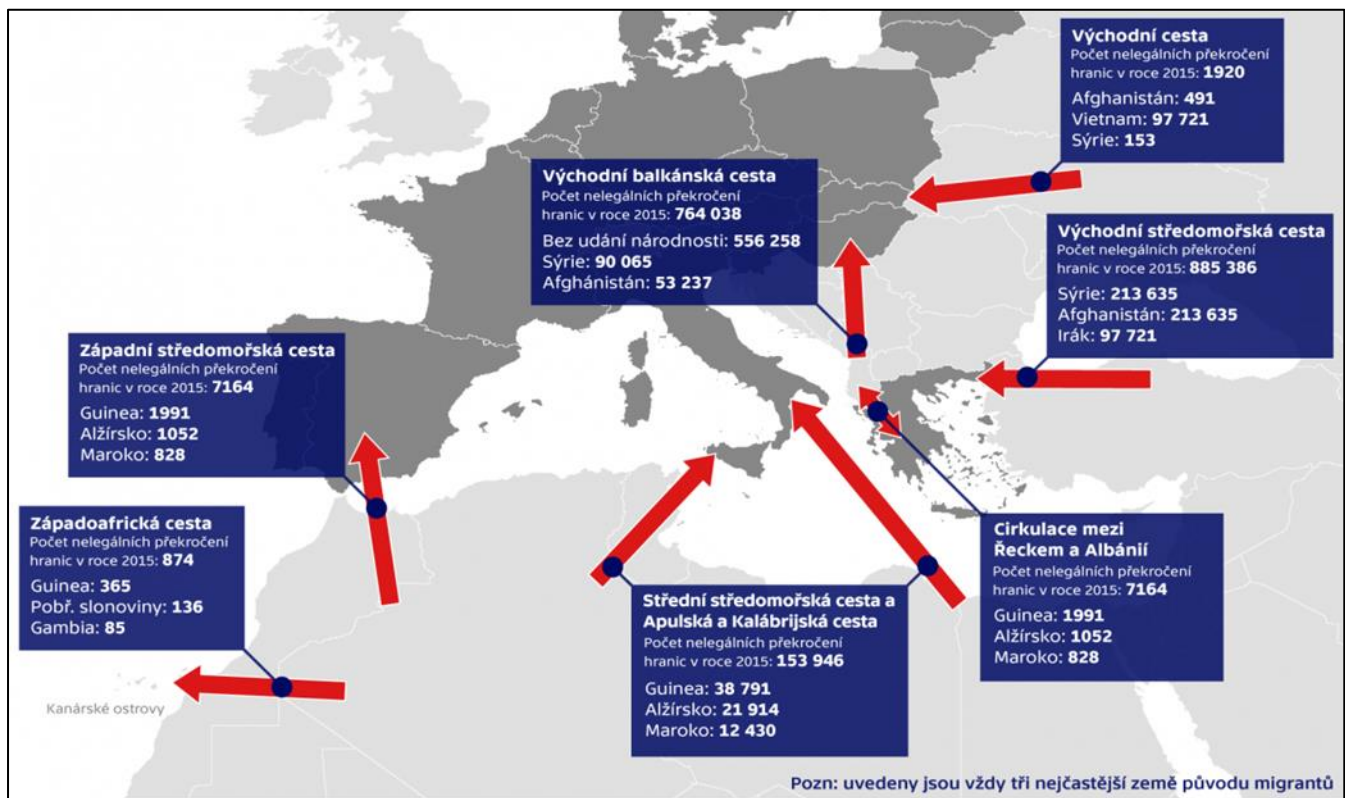 Východní cesta
Počet nelegálních překročení
hranic v roce 2015: 1920
Afghanistán: 491
Vietnam: 97 721
Sýrie: 153
Východní balkánská cesta
Počet nelegálních překročení
hranic v roce 2015: 764 038
Bez udání národnosti: 556 258
Sýrie: 90 065
Afghánistán: 53 237
Východní středomořská cesta
Počet nelegálních překročení
hranic v roce 2015: 885 386
Sýrie: 213 635
Afghanistán: 213 635
Irák: 97 721
Západní středomořská cesta
Počet nelegálních překročení
hranic v roce 2015: 7164
Guinea: 1991
Alžírsko: 1052
Maroko: 828
Západoafrická cesta
Počet nelegálních překročení
hranic v roce 2015: 874
Guinea: 365
Pobř. slonoviny: 136
Gambia: 85
Kanárské ostrovy
Střední středomořská cesta a
Apulská a Kalábrijská cesta
Počet nelegálních překročení
hranic v roce 2015: 153 946
Guinea: 38 791
Alžírsko: 21 914
Maroko: 12 430
Cirkulace mezi
Řeckem a Albánií
Počet nelegálních překročení
hranic v roce 2015: 7164
Guinea: 1991
Alžírsko: 1052
Maroko: 828
Pozn: uvedeny jsou vždy tři nejčastější země původu migrantů